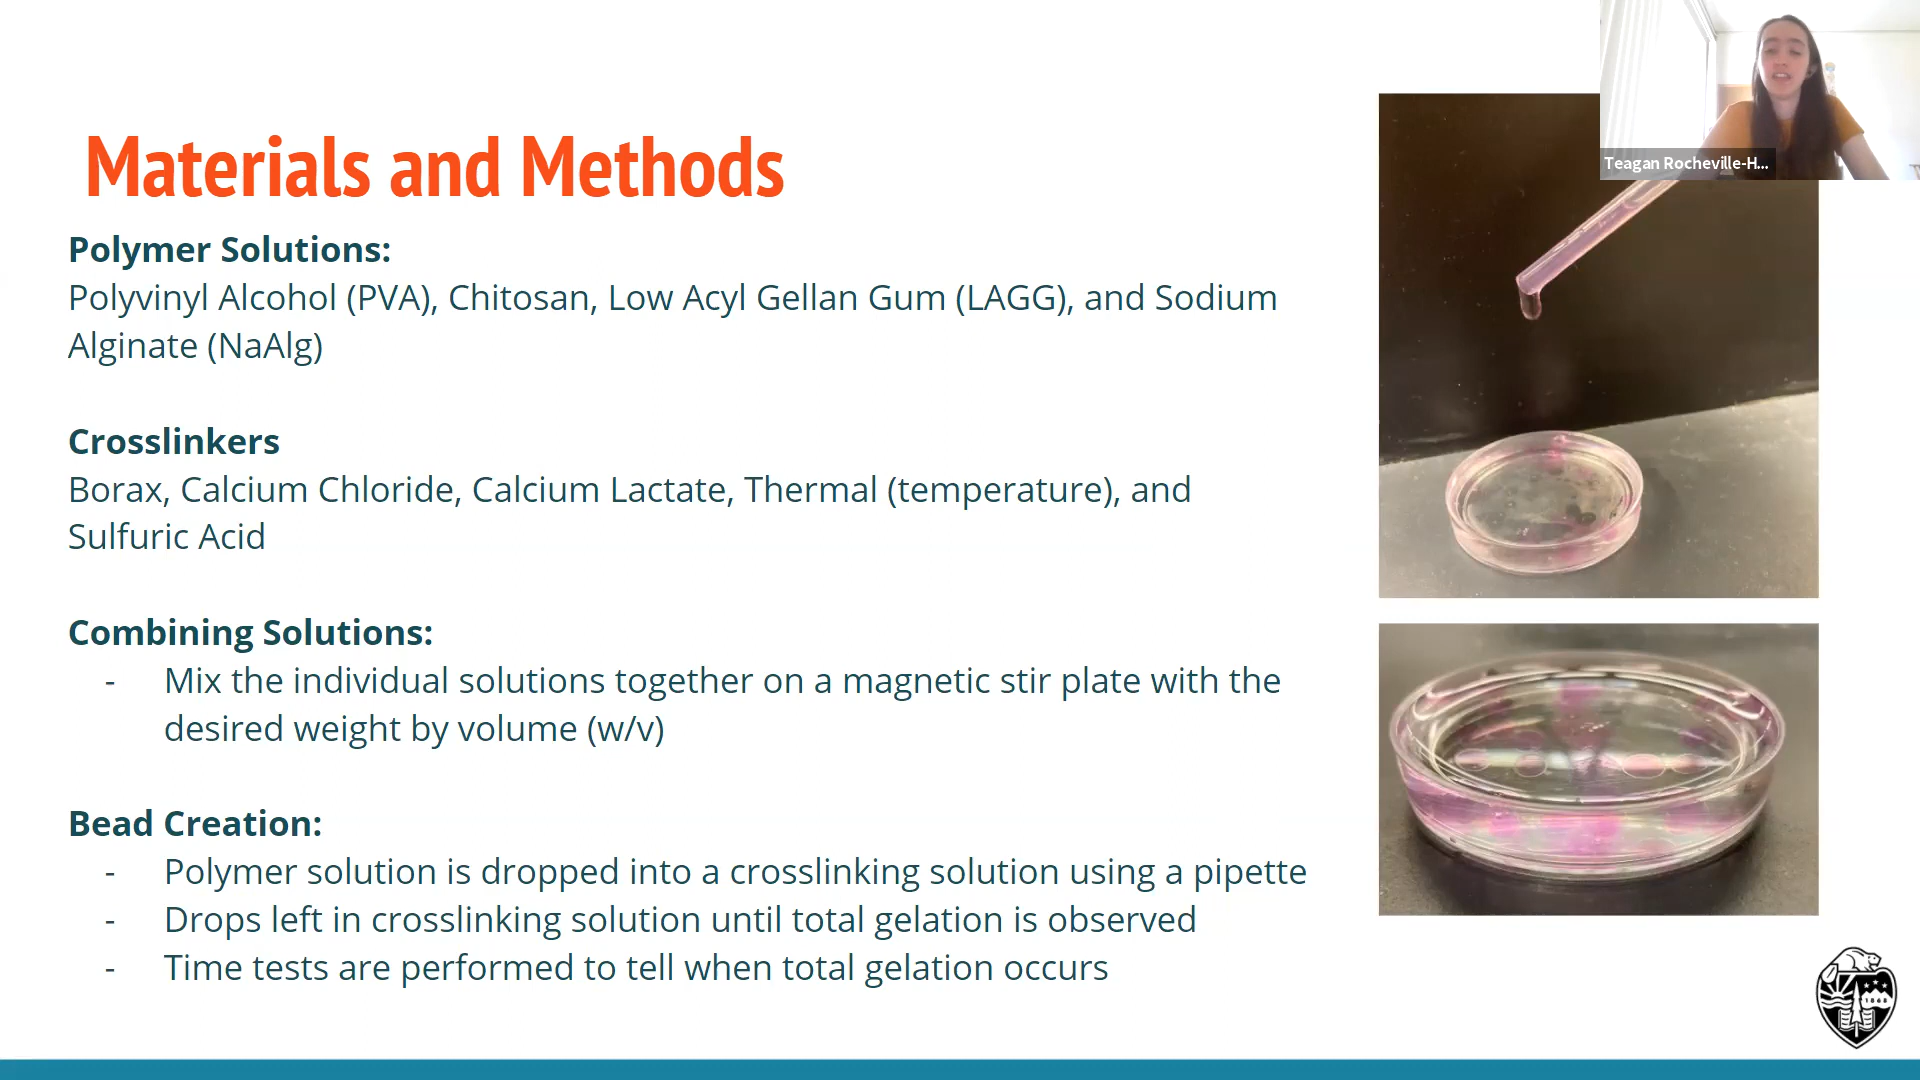 Materials and Methods
Teagan Rocheville-H...
Polymer Solutions:
Polyvinyl Alcohol (PVA), Chitosan, Low Acyl Gellan Gum (LAGG), and Sodium
Alginate (NaAlg)
Crosslinkers
Borax, Calcium Chloride, Calcium Lactate, Thermal (temperature), and
Sulfuric Acid
Combining Solutions:
- Mix the individual solutions together on a magnetic stir plate with the
desired weight by volume (w/v)
Bead Creation:
- Polymer solution is dropped into a crosslinking solution using a pipette
- Drops left in crosslinking solution until total gelation is observed
- Time tests are performed to tell when total gelation occurs
1868